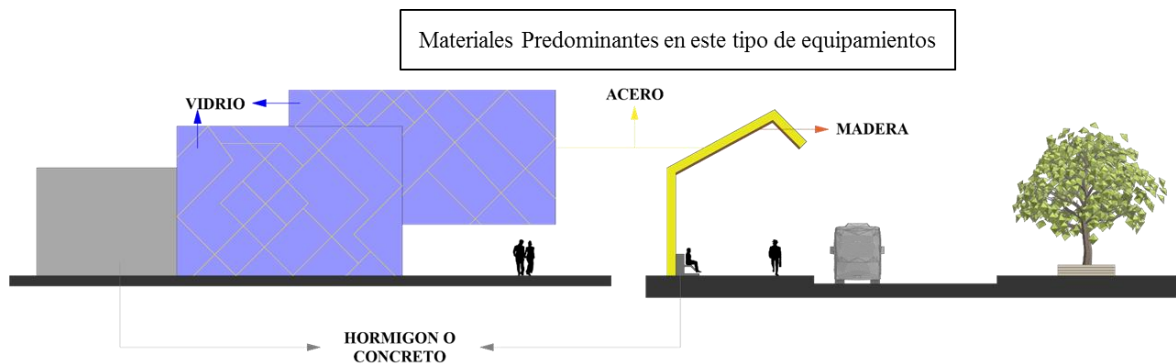 Materiales Predominantes en este tipo de equipamientos
VIDRIO
ACERO
MADERA
HORMIGON O
CONCRETO